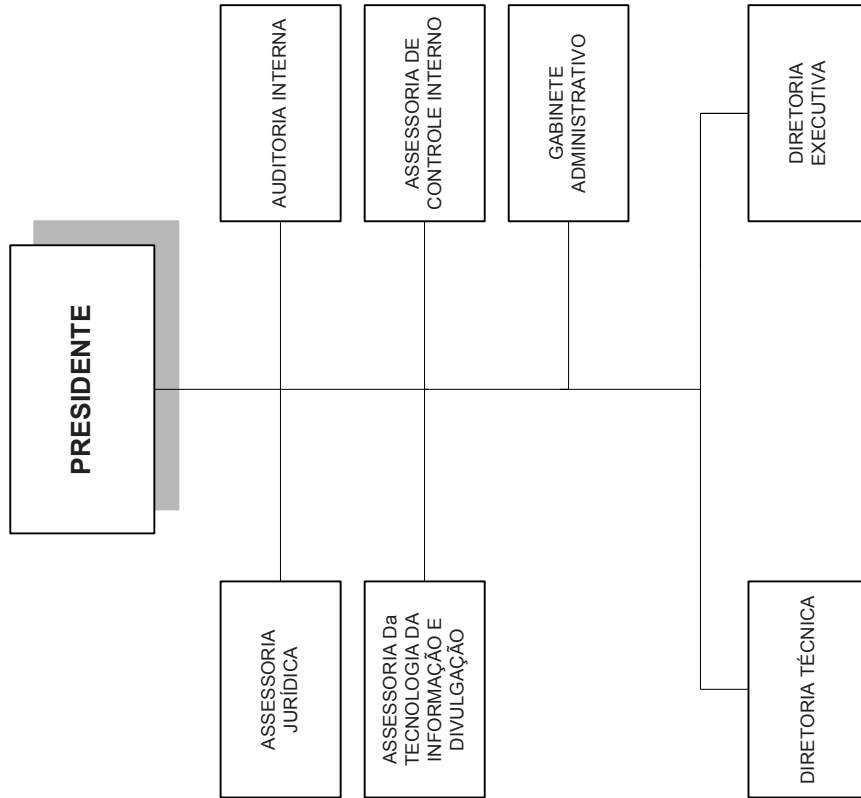 PRESIDENTE
ASSESSORIA
JURÍDICA
AUDITORIA INTERNA
ASSESSORIA Da
TECNOLOGIA DA
INFORMAÇÃO E
DIVULGAÇÃO
ASSESSORIA DE
CONTROLE INTERNO
GABINETE
ADMINISTRATIVO
DIRETORIA TÉCNICA
DIRETORIA
EXECUTIVA